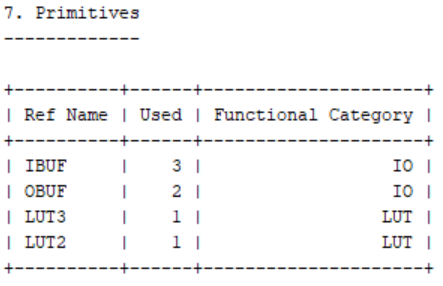 7. Primitives
-------------
+----------+------+---------------------+
| Ref Name | Used | Functional Category |
+----------+------+---------------------+
| IBUF     |    3 |                  IO |
| OBUF     |    2 |                  IO |
| LUT3     |    1 |                 LUT |
| LUT2     |    1 |                 LUT |
+----------+------+---------------------+